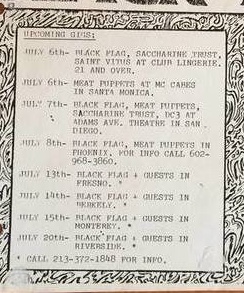 UPCOMING GIGS:
JULY 6th- BLACK FLAG, SACCHARINE TRUST,
SAINT VITUS AT CLUB LINGERIE.
21 AND OVER.
JULY 6th- MEAT PUPPETS AT MC CABES
IN SANTA MONICA.
JULY 7th- BLACK FLAG, MEAT PUPPETS,
SACCHARINE TRUST, DC3 AT
ADAMS AVE. THEATRE IN SAN
DIEGO.
JULY 8th- BLACK FLAG, MEAT PUPPETS IN
PHOENIX. FOR INFO CALL 602-
968-3860.
JULY 13th- BLACK FLAG + GUESTS IN
FRESNO. *
JULY 14th- BLACK FLAG + GUESTS IN
BERKELY. *
JULY 15th- BLACK FLAG + GUESTS IN
MONTEREY. *
JULY 20th- BLACK FLAG + GUESTS IN
RIVERSIDE. *
* CALL 213-372-1848 FOR INFO.